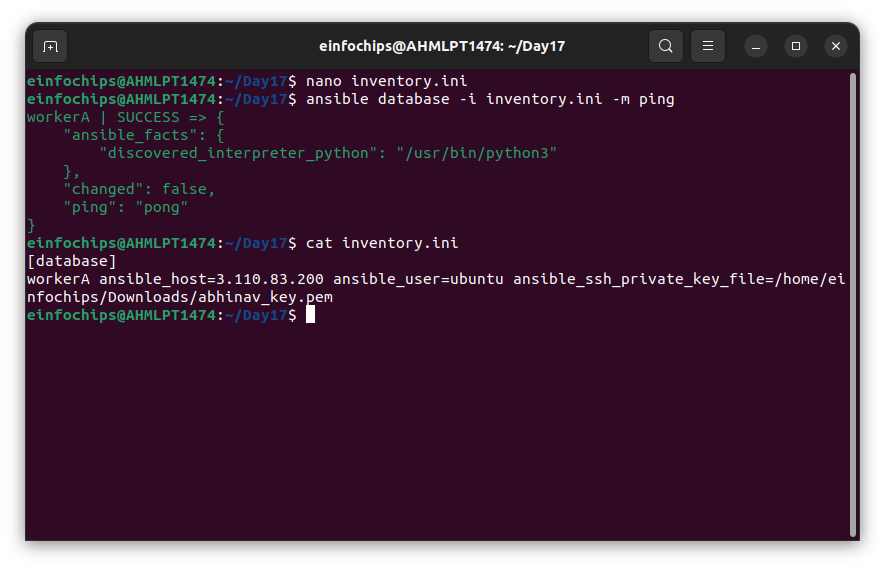 einfochips@AHMLPT1474: ~/Day17
einfochips@AHMLPT1474:~/Day17$ nano inventory.ini
einfochips@AHMLPT1474:~/Day17$ ansible database -i inventory.ini -m ping
workerA | SUCCESS => {
    "ansible_facts": {
        "discovered_interpreter_python": "/usr/bin/python3"
    },
    "changed": false,
    "ping": "pong"
}
einfochips@AHMLPT1474:~/Day17$ cat inventory.ini
[database]
workerA ansible_host=3.110.83.200 ansible_user=ubuntu ansible_ssh_private_key_file=/home/ei
nfochips/Downloads/abhinav_key.pem
einfochips@AHMLPT1474:~/Day17$